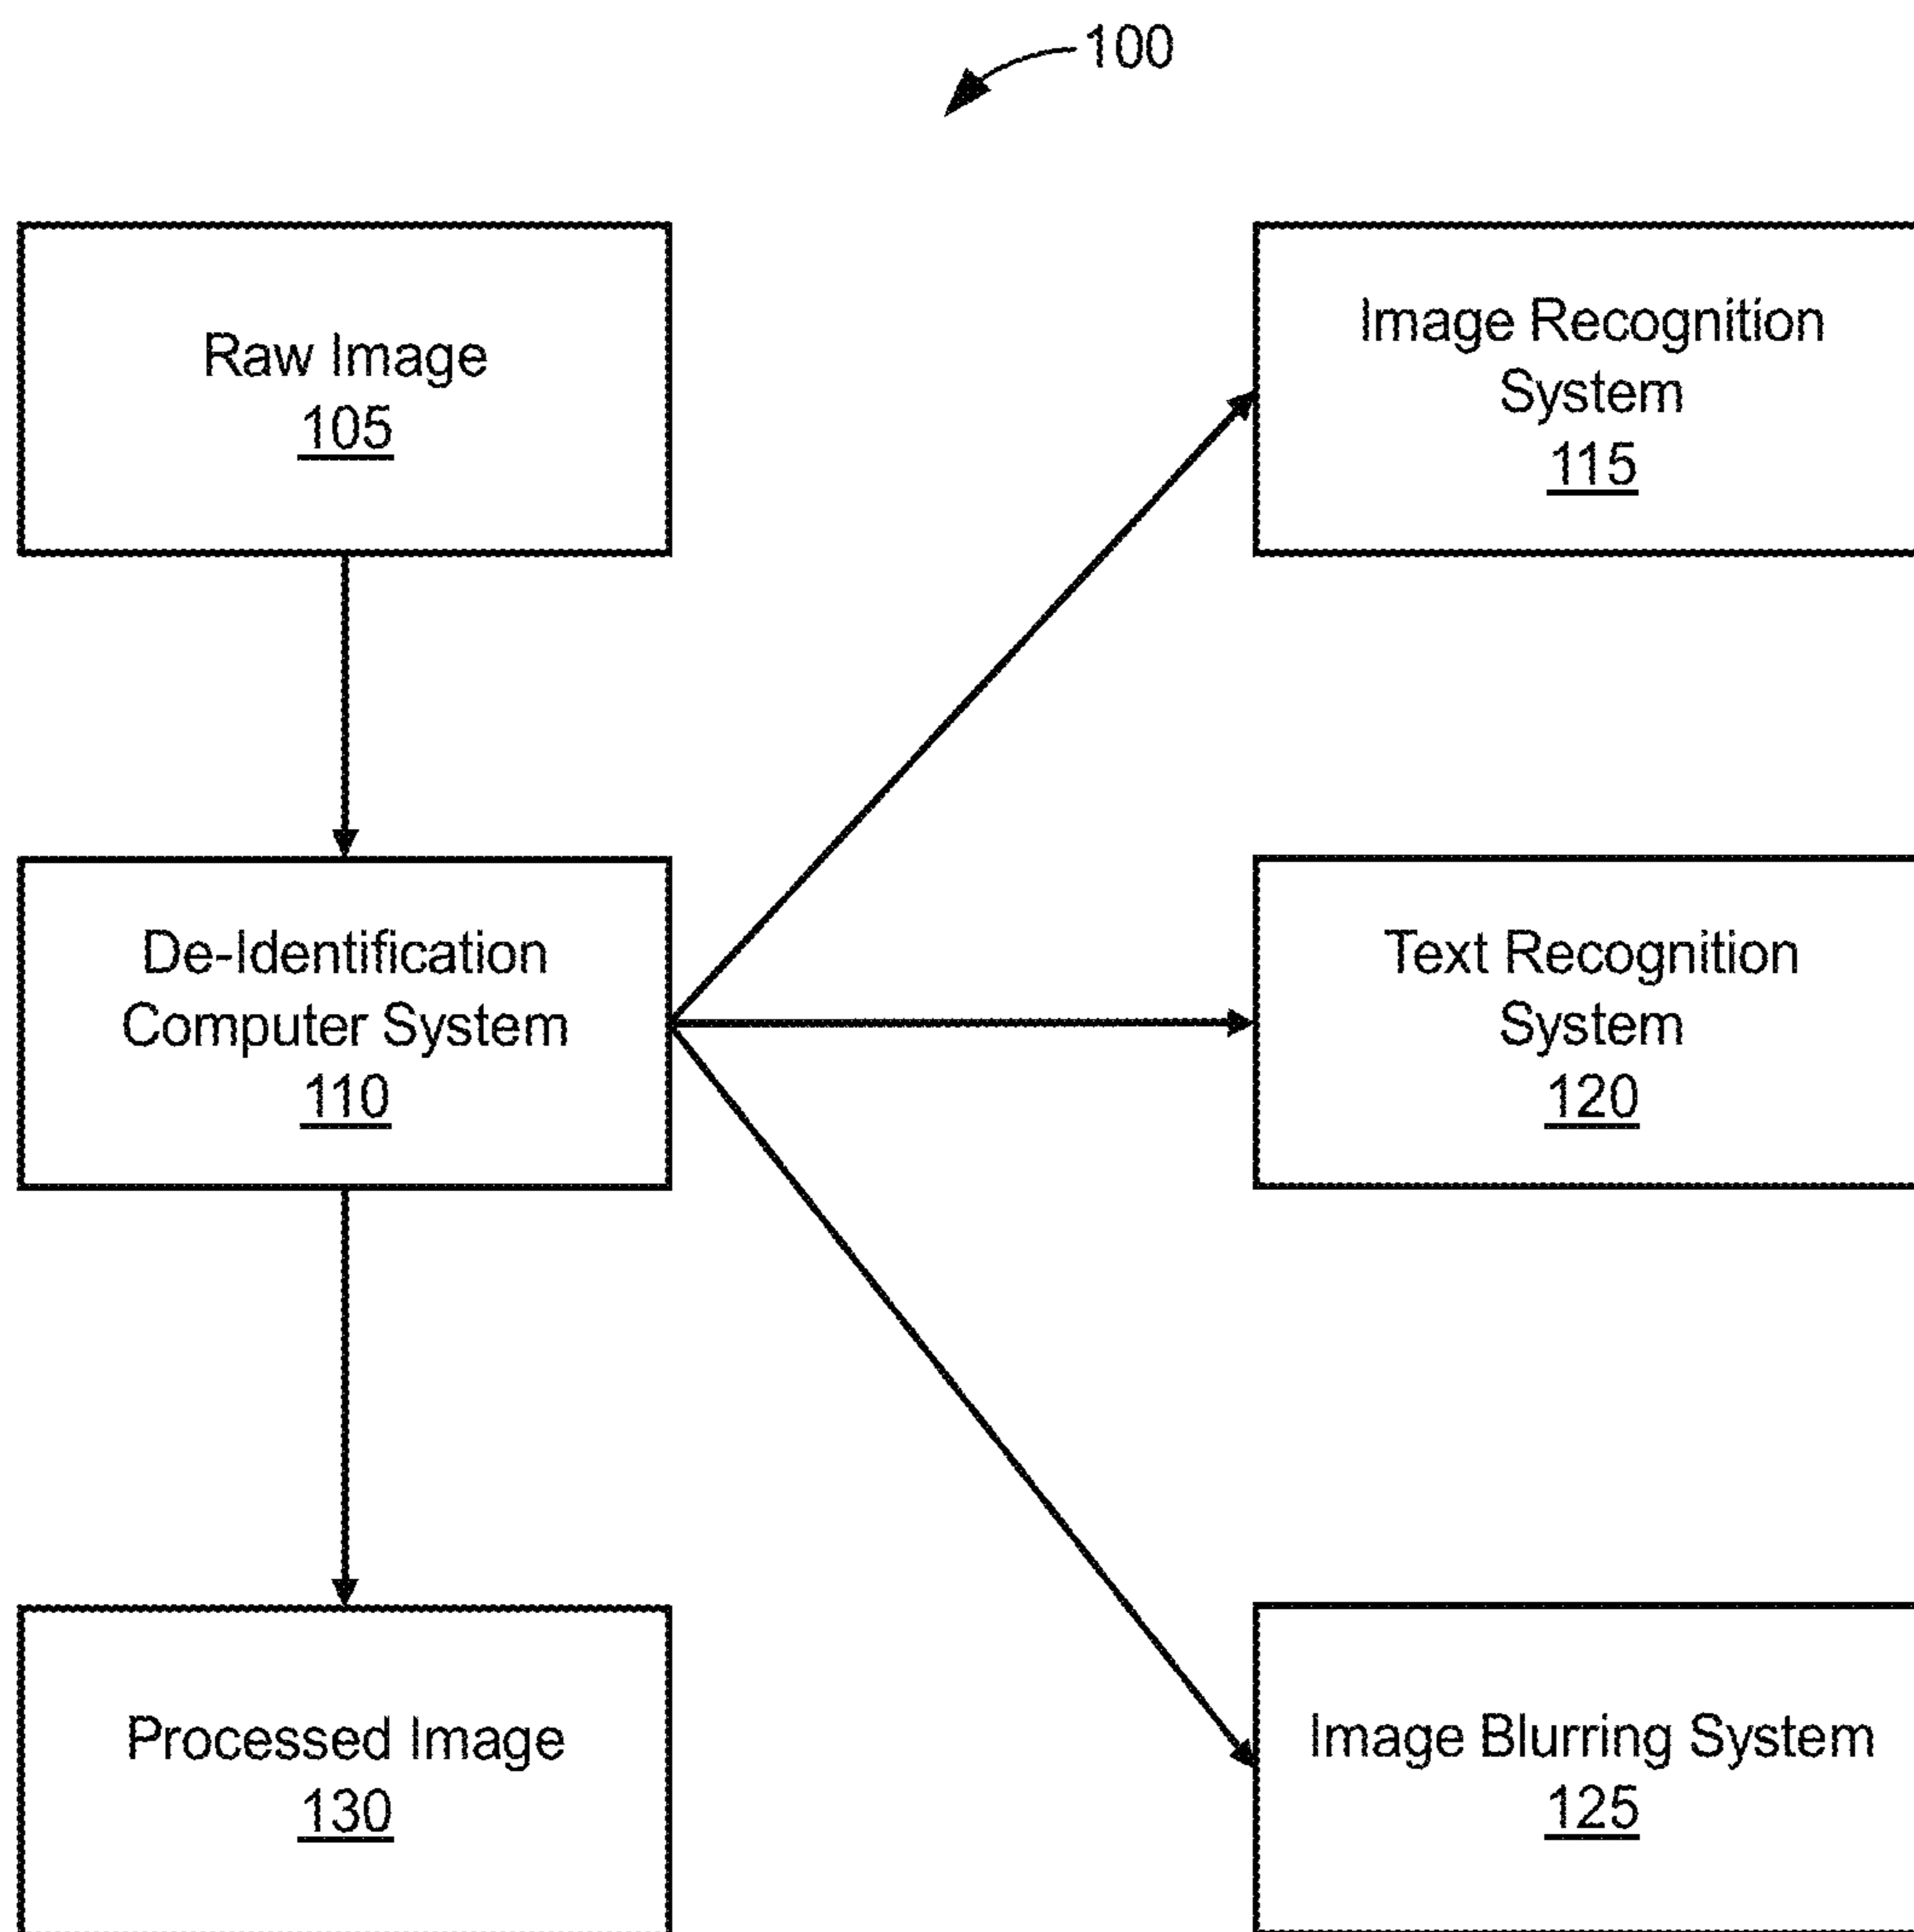 100
Raw Image
105
Image Recognition
System
115
De-Identification
Computer System
110
Text Recognition
System
120
Processed Image
130
Image Blurring System
125